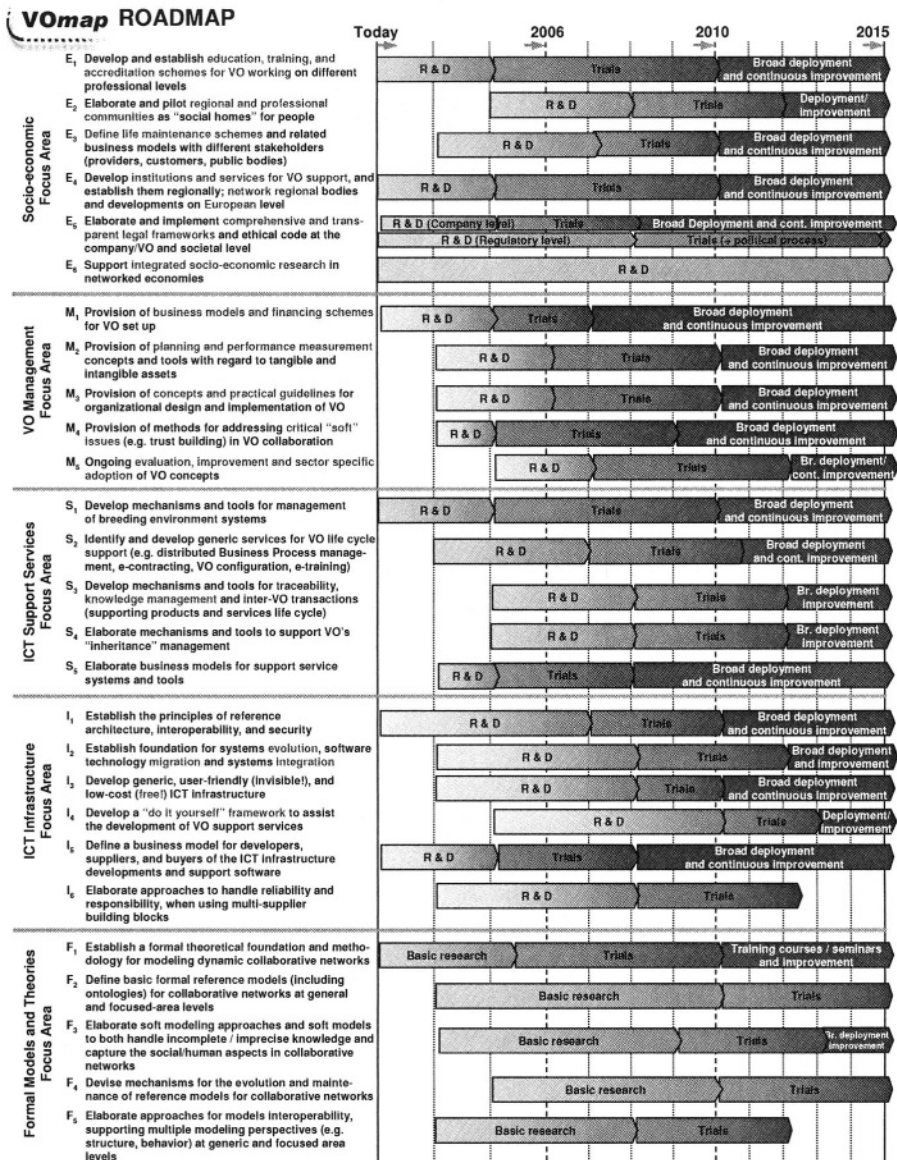 VOmap ROADMAP
Today 2006 2010 2015
Socio-economic
Focus Area
E1 Develop and establish education, training, and
accreditation schemes for VO working on different
professional levels
R & D Trials Broad deployment
and continuous improvement
E2 Elaborate and pilot regional and professional
communities as "social homes" for people
R & D Trials Deployment/
improvement
E3 Define life maintenance schemes and related
business models with different stakeholders
(providers, customers, public bodies)
R & D Trials Broad deployment
and continuous improvement
E4 Develop institutions and services for VO support, and
establish them regionally; network regional bodies
and developments on European level
R & D Trials Broad deployment
and continuous improvement
E5 Elaborate and implement comprehensive and trans-
parent legal frameworks and ethical code at the
company/VO and societal level
R & D (Company level) Trials Broad Deployment and cont. improvement
R & D (Regulatory level) Trials (+ political process)
E6 Support integrated socio-economic research in
networked economies
R & D
VO Management
Focus Area
M1 Provision of business models and financing schemes
for VO set up
R & D Trials Broad deployment
and continuous improvement
M2 Provision of planning and performance measurement
concepts and tools with regard to tangible and
intangible assets
R & D Trials Broad deployment
and continuous improvement
M3 Provision of concepts and practical guidelines for
organizational design and implementation of VO
R & D Trials Broad deployment
and continuous improvement
M4 Provision of methods for addressing critical "soft"
issues (e.g. trust building) in VO collaboration
R & D Trials Broad deployment
and continuous improvement
M5 Ongoing evaluation, improvement and sector specific
adoption of VO concepts
R & D Trials Br. deployment/
cont. improvement
ICT Support Services
Focus Area
S1 Develop mechanisms and tools for management
of breeding environment systems
R & D Trials Broad deployment
and continuous improvement
S2 Identify and develop generic services for VO life cycle
support (e.g. distributed Business Process manage-
ment, e-contracting, VO configuration, e-training)
R & D Trials Broad deployment
and cont. improvement
S3 Develop mechanisms and tools for traceability,
knowledge management and inter-VO transactions
(supporting products and services life cycle)
R & D Trials Br. deployment
improvement
S4 Elaborate mechanisms and tools to support VO's
"inheritance" management
R & D Trials Br. deployment
improvement
S5 Elaborate business models for support service
systems and tools
R & D Trials Broad deployment
and continuous improvement
ICT Infrastructure
Focus Area
I1 Establish the principles of reference
architecture, interoperability, and security
R & D Trials Broad deployment
and continuous improvement
I2 Establish foundation for systems evolution, software
technology migration and systems integration
R & D Trials Broad deployment
and improvement
I3 Develop generic, user-friendly (invisible!), and
low-cost (free!) ICT infrastructure
R & D Trials Broad deployment
and continuous improvement
I4 Develop a "do it yourself" framework to assist
the development of VO support services
R & D Trials Deployment/
improvement
I5 Define a business model for developers,
suppliers, and buyers of the ICT infrastructure
developments and support software
R & D Trials Broad deployment
and continuous improvement
I6 Elaborate approaches to handle reliability and
responsibility, when using multi-supplier
building blocks
R & D Trials
Formal Models and Theories
Focus Area
F1 Establish a formal theoretical foundation and metho-
dology for modeling dynamic collaborative networks
Basic research Trials Training courses / seminars
and improvement
F2 Define basic formal reference models (including
ontologies) for collaborative networks at general
and focused-area levels
Basic research Trials
F3 Elaborate soft modeling approaches and soft models
to both handle incomplete / imprecise knowledge and
capture the social/human aspects in collaborative
networks
Basic research Trials Br. deployment
improvement
F4 Devise mechanisms for the evolution and mainte-
nance of reference models for collaborative networks
Basic research Trials
F5 Elaborate approaches for models interoperability,
supporting multiple modeling perspectives (e.g.
structure, behavior) at generic and focused area
levels
Basic research Trials